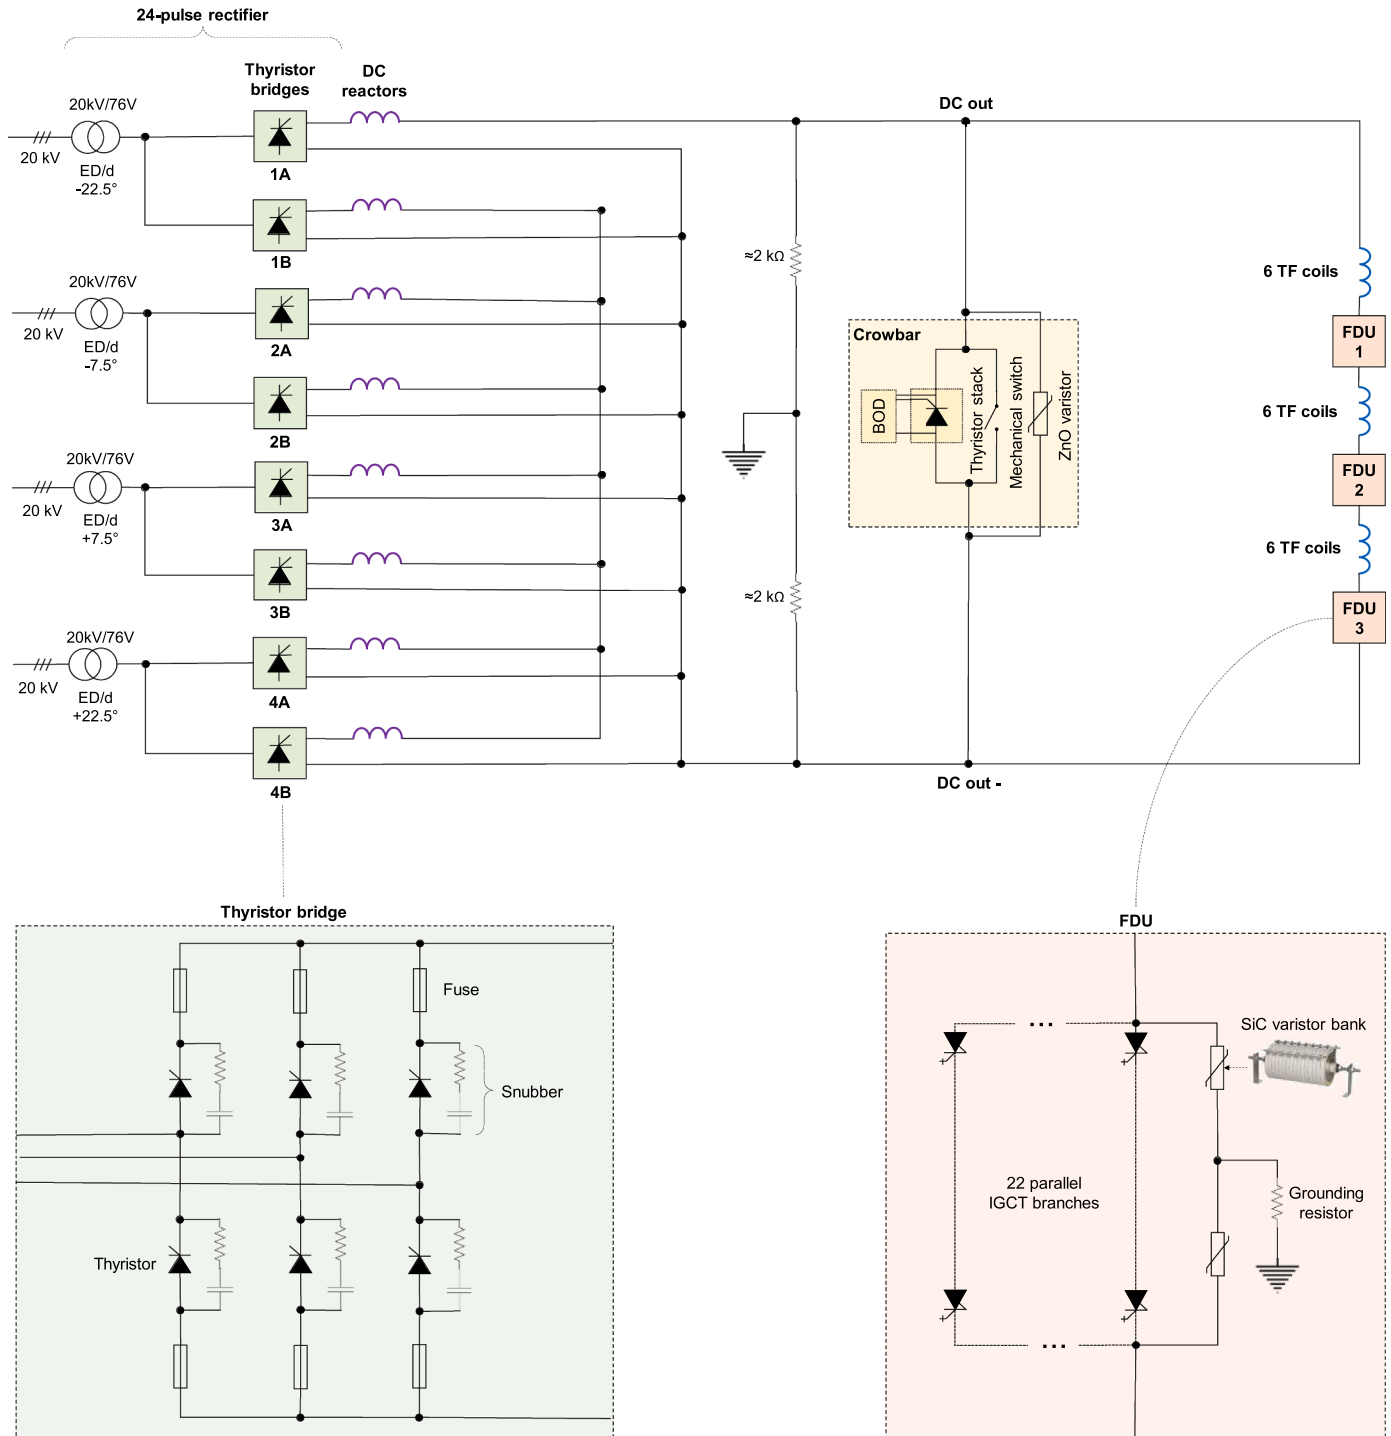 24-pulse rectifier
Thyristor
bridges
DC
reactors
20kV/76V
20 kV
ED/d
-22.5°
1A
1B
20kV/76V
20 kV
ED/d
-7.5°
2A
2B
20kV/76V
20 kV
ED/d
+7.5°
3A
3B
20kV/76V
20 kV
ED/d
+22.5°
4A
4B
DC out
≈2 kΩ
≈2 kΩ
Crowbar
BOD
Thyristor stack
Mechanical switch
ZnO varistor
DC out -
6 TF coils
FDU
1
6 TF coils
FDU
2
6 TF coils
FDU
3
Thyristor bridge
Fuse
Snubber
Thyristor
FDU
...
SiC varistor bank
+
+
22 parallel
IGCT branches
Grounding
resistor
+
+
...